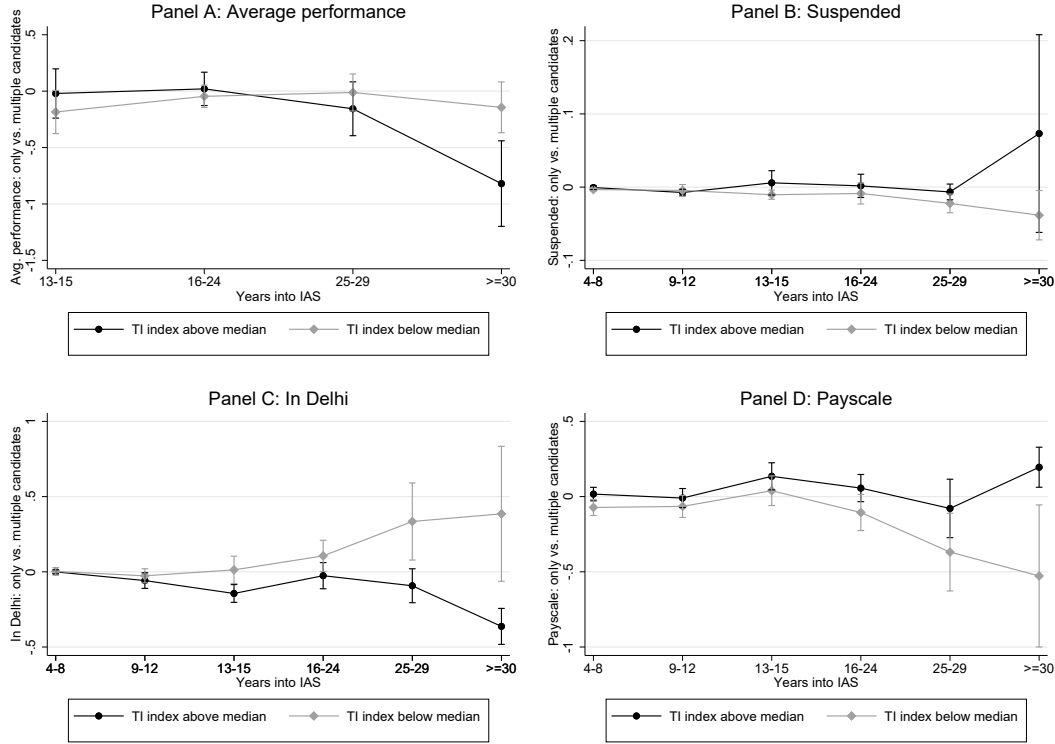 Panel A: Average performance
Avg. performance: only vs. multiple candidates
.5
0
-.5
-1
-1.5
13-15 16-24 25-29 >=30
Years into IAS
TI index above median TI index below median
Panel B: Suspended
Suspended: only vs. multiple candidates
.2
.1
0
-.1
4-8 9-12 13-15 16-24 25-29 >=30
Years into IAS
TI index above median TI index below median
Panel C: In Delhi
In Delhi: only vs. multiple candidates
1
.5
0
-.5
4-8 9-12 13-15 16-24 25-29 >=30
Years into IAS
TI index above median TI index below median
Panel D: Payscale
Payscale: only vs. multiple candidates
.5
0
-.5
-1
4-8 9-12 13-15 16-24 25-29 >=30
Years into IAS
TI index above median TI index below median